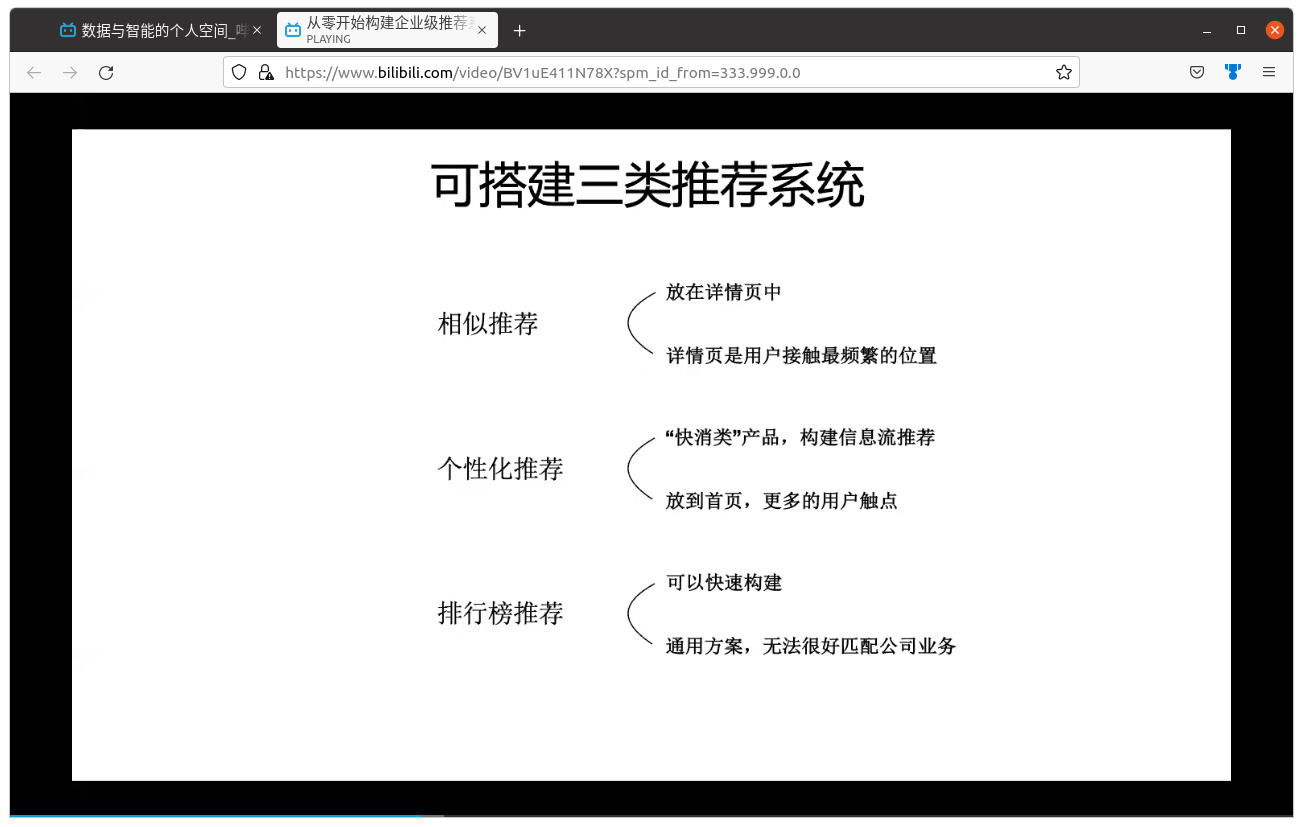 数据与智能的个人空间_哔
从零开始构建企业级推荐系
PLAYING
https://www.bilibili.com/video/BV1uE411N78X?spm_id_from=333.999.0.0
可搭建三类推荐系统
相似推荐
放在详情页中
详情页是用户接触最频繁的位置
个性化推荐
“快消类”产品，构建信息流推荐
放到首页，更多的用户触点
排行榜推荐
可以快速构建
通用方案，无法很好匹配公司业务